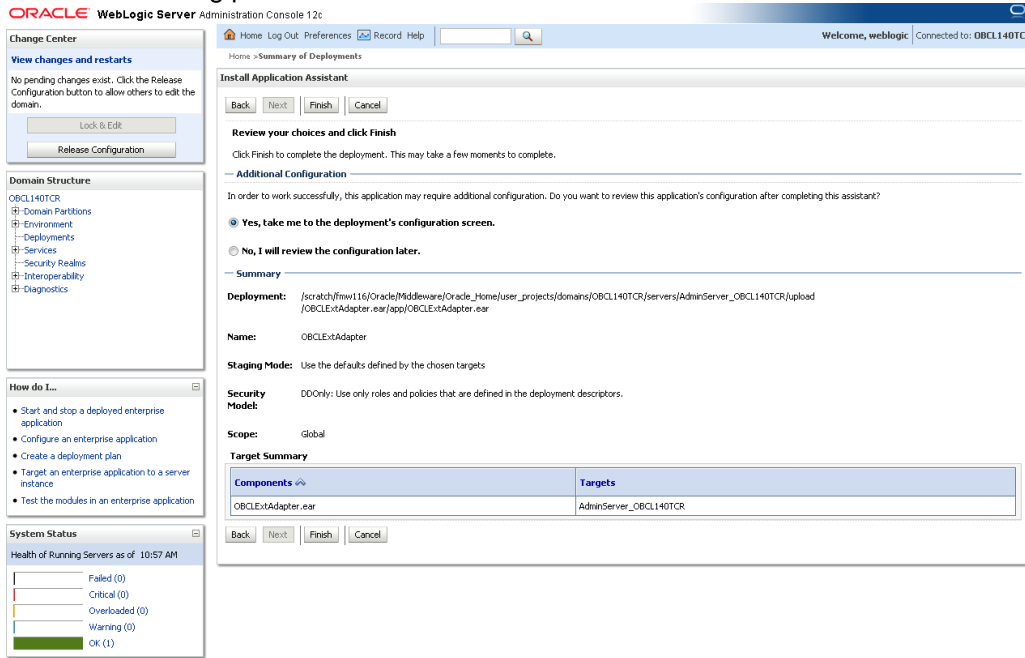 ORACLE WebLogic Server Administration Console 12c
Change Center
View changes and restarts
No pending changes exist. Click the Release
Configuration button to allow others to edit the
domain.
Lock & Edit
Release Configuration
Domain Structure
OBCL140TCR
Domain Partitions
Environment
Deployments
Services
Security Realms
Interoperability
Diagnostics
How do I...
Start and stop a deployed enterprise
application
Configure an enterprise application
Create a deployment plan
Target an enterprise application to a server
instance
Test the modules in an enterprise application
System Status
Health of Running Servers as of 10:57 AM
Failed (0)
Critical (0)
Overloaded (0)
Warning (0)
OK (1)
Home Log Out Preferences Record Help
Welcome, weblogic Connected to: OBCL140TC
Home >Summary of Deployments
Install Application Assistant
Back Next Finish Cancel
Review your choices and click Finish
Click Finish to complete the deployment. This may take a few moments to complete.
Additional Configuration
In order to work successfully, this application may require additional configuration. Do you want to review this application's configuration after completing this assistant?
Yes, take me to the deployment's configuration screen.
No, I will review the configuration later.
Summary
Deployment: /scratch/fmw116/Oracle/Middleware/Oracle_Home/user_projects/domains/OBCL140TCR/servers/AdminServer_OBCL140TCR/upload
/OBCLExtAdapter.ear/app/OBCLExtAdapter.ear
Name: OBCLExtAdapter
Staging Mode: Use the defaults defined by the chosen targets
Security DDOnly: Use only roles and policies that are defined in the deployment descriptors.
Model:
Scope: Global
Target Summary
Components Targets
OBCLExtAdapter.ear AdminServer_OBCL140TCR
Back Next Finish Cancel